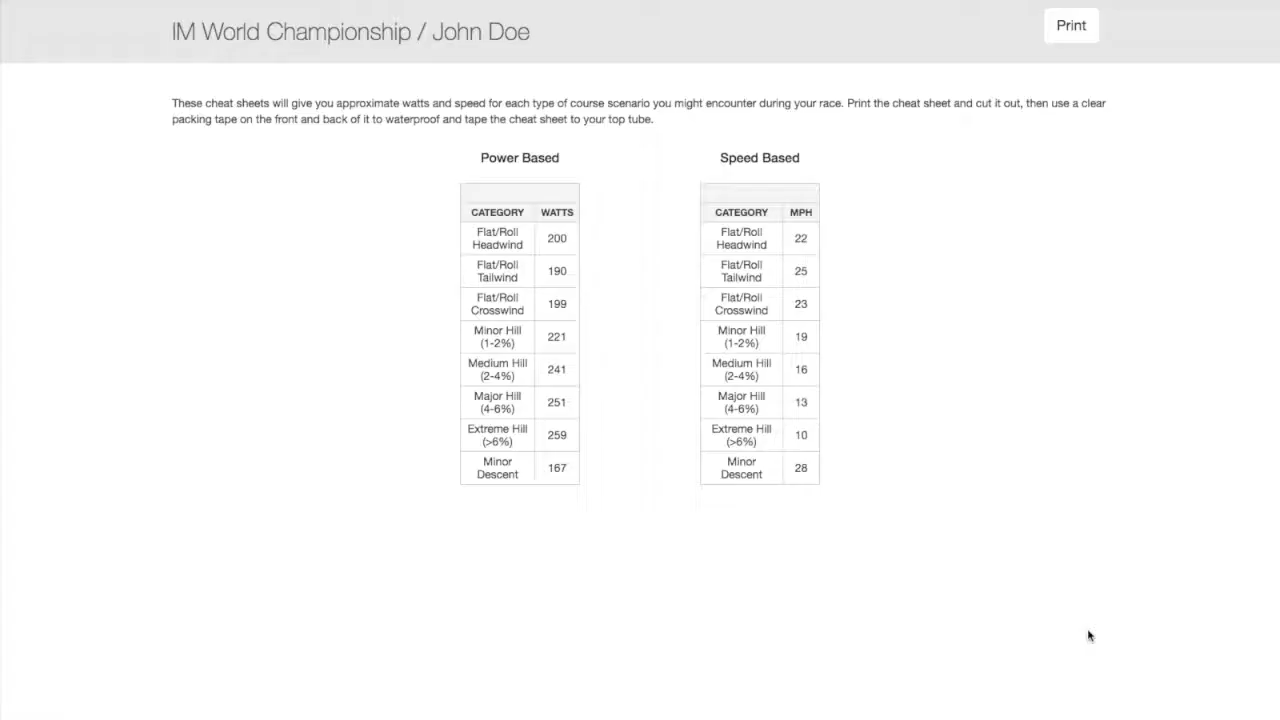 IM World Championship / John Doe
Print
These cheat sheets will give you approximate watts and speed for each type of course scenario you might encounter during your race. Print the cheat sheet and cut it out, then use a clear
packing tape on the front and back of it to waterproof and tape the cheat sheet to your top tube.
Power Based
CATEGORY WATTS
Flat/Roll
Headwind 200
Flat/Roll
Tailwind 190
Flat/Roll
Crosswind 199
Minor Hill
(1-2%) 221
Medium Hill
(2-4%) 241
Major Hill
(4-6%) 251
Extreme Hill
(>6%) 259
Minor
Descent 167
Speed Based
CATEGORY MPH
Flat/Roll
Headwind 22
Flat/Roll
Tailwind 25
Flat/Roll
Crosswind 23
Minor Hill
(1-2%) 19
Medium Hill
(2-4%) 16
Major Hill
(4-6%) 13
Extreme Hill
(>6%) 10
Minor
Descent 28